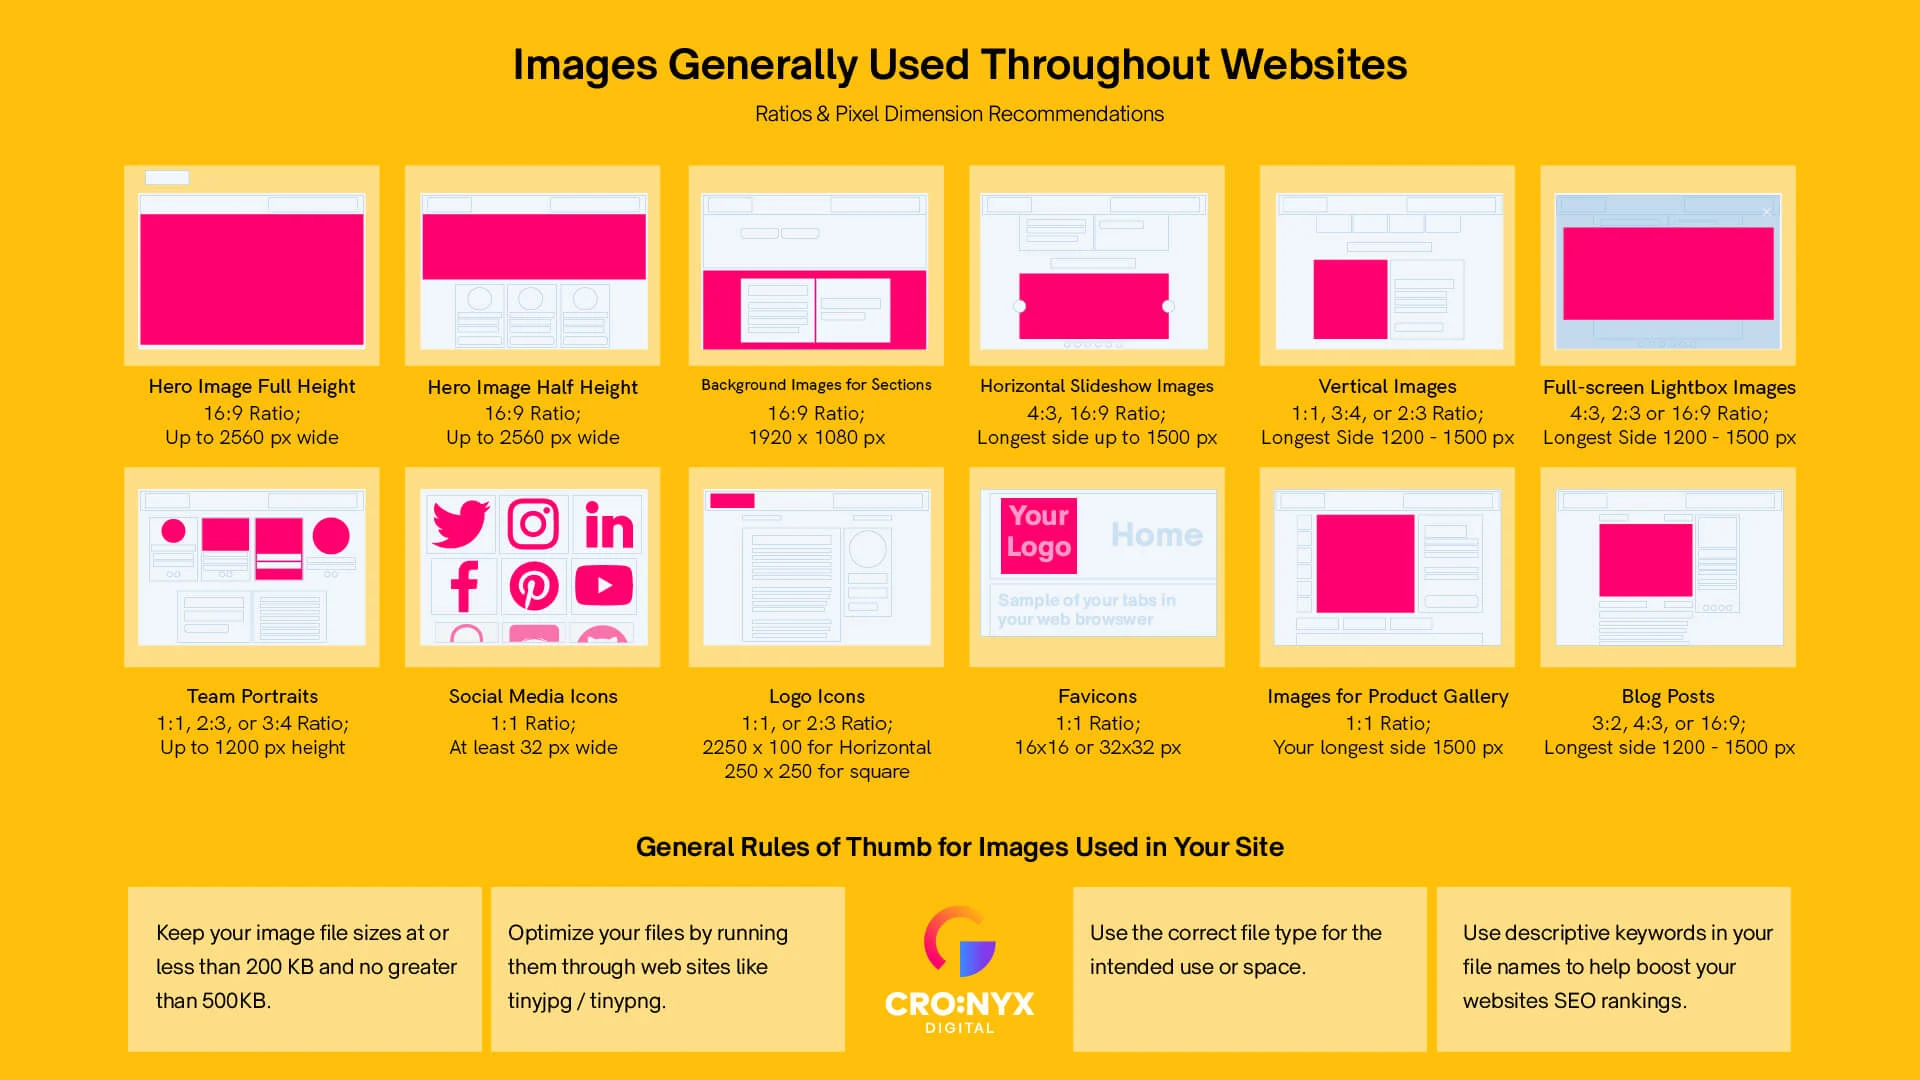 Images Generally Used Throughout Websites
Ratios & Pixel Dimension Recommendations
Hero Image Full Height
16:9 Ratio;
Up to 2560 px wide
Hero Image Half Height
16:9 Ratio;
Up to 2560 px wide
Background Images for Sections
16:9 Ratio;
1920 x 1080 px
Horizontal Slideshow Images
4:3, 16:9 Ratio;
Longest side up to 1500 px
Vertical Images
1:1, 3:4, or 2:3 Ratio;
Longest Side 1200 - 1500 px
Full-screen Lightbox Images
4:3, 2:3 or 16:9 Ratio;
Longest Side 1200 - 1500 px
Your
Logo
Home
Sample of your tabs in
your web browswer
Team Portraits
1:1, 2:3, or 3:4 Ratio;
Up to 1200 px height
Social Media Icons
1:1 Ratio;
At least 32 px wide
Logo Icons
1:1, or 2:3 Ratio;
2250 x 100 for Horizontal
250 x 250 for square
Favicons
1:1 Ratio;
16x16 or 32x32 px
Images for Product Gallery
1:1 Ratio;
Your longest side 1500 px
Blog Posts
3:2, 4:3, or 16:9;
Longest side 1200 - 1500 px
General Rules of Thumb for Images Used in Your Site
Keep your image file sizes at or
less than 200 KB and no greater
than 500KB.
Optimize your files by running
them through web sites like
tinyjpg / tinypng.
CRO:NYX
DIGITAL
Use the correct file type for the
intended use or space.
Use descriptive keywords in your
file names to help boost your
websites SEO rankings.